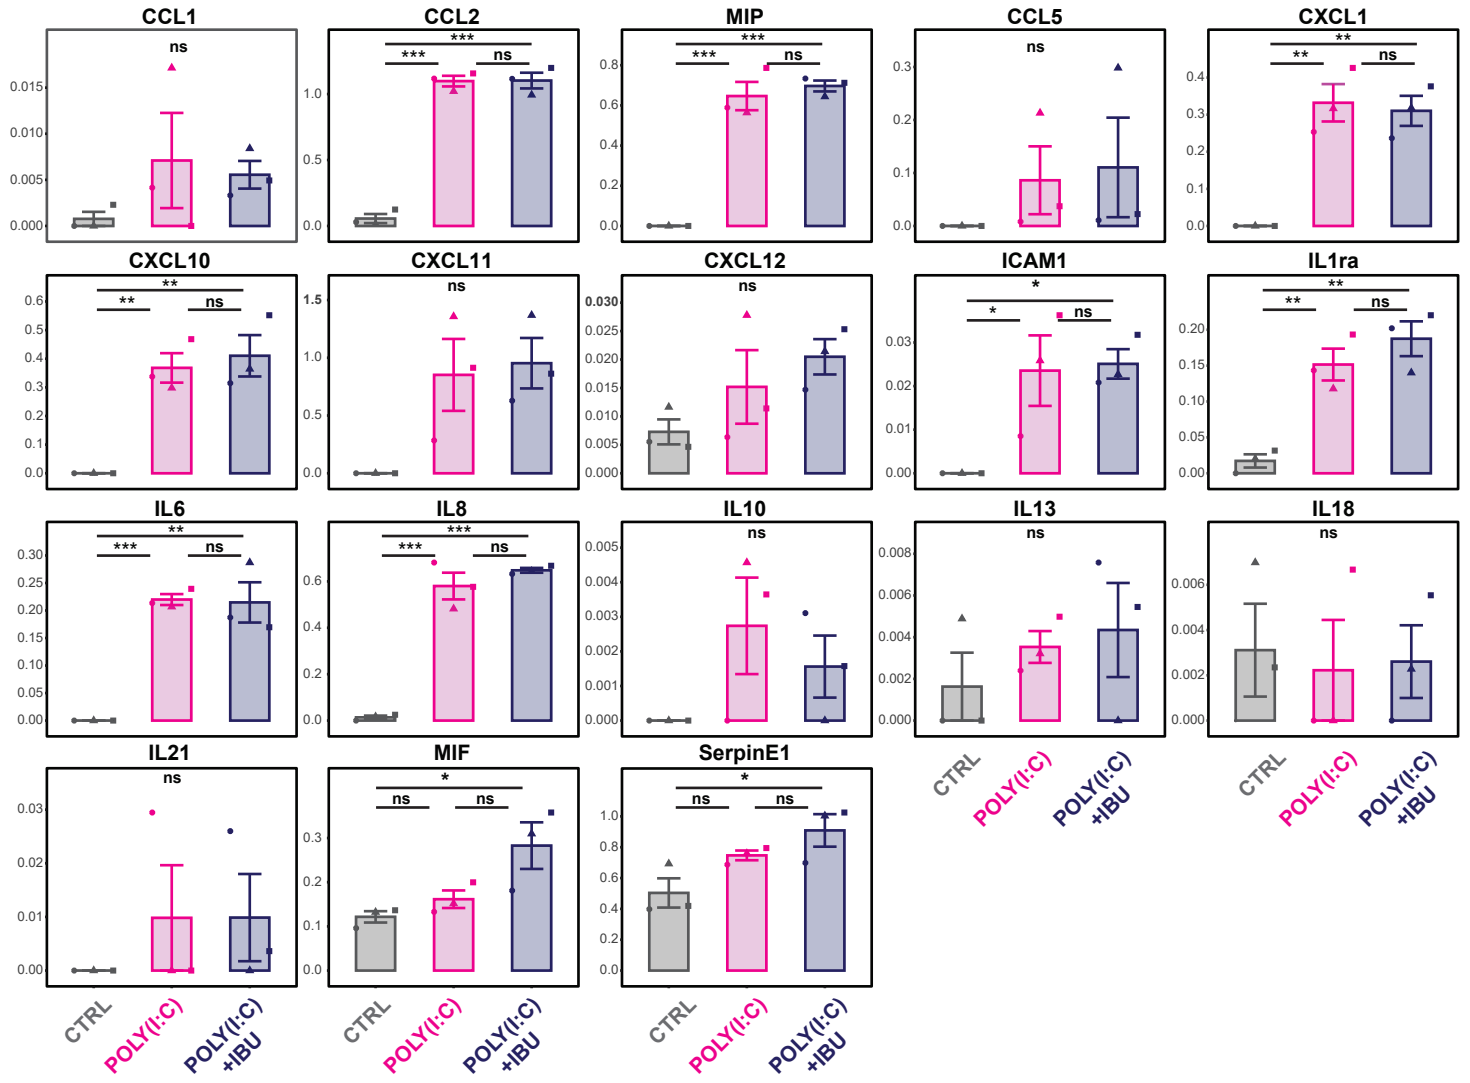 CCL1
CCL2
MIP
CCL5
CXCL1
ns
***
***
ns
***
***
ns
ns
**
**
ns
0.015
0.010
0.005
0.000
1.0
0.5
0.0
0.8
0.6
0.4
0.2
0.0
0.3
0.2
0.1
0.0
0.4
0.3
0.2
0.1
0.0
CXCL10
CXCL11
CXCL12
ICAM1
IL1ra
**
**
ns
ns
ns
*
*
ns
**
**
ns
0.6
0.5
0.4
0.3
0.2
0.1
0.0
1.5
1.0
0.5
0.0
0.030
0.025
0.020
0.015
0.010
0.005
0.000
0.03
0.02
0.01
0.00
0.20
0.15
0.10
0.05
0.00
IL6
IL8
IL10
IL13
IL18
**
***
ns
***
***
ns
ns
ns
ns
0.30
0.25
0.20
0.15
0.10
0.05
0.00
0.6
0.4
0.2
0.0
0.005
0.004
0.003
0.002
0.001
0.000
0.008
0.006
0.004
0.002
0.000
0.006
0.004
0.002
0.000
IL21
MIF
SerpinE1
ns
*
ns
ns
*
ns
ns
0.03
0.02
0.01
0.00
0.3
0.2
0.1
0.0
1.0
0.8
0.6
0.4
0.2
0.0
CTRL
POLY(I:C)
POLY(I:C)
+IBU
CTRL
POLY(I:C)
POLY(I:C)
+IBU
CTRL
POLY(I:C)
POLY(I:C)
+IBU
CTRL
POLY(I:C)
POLY(I:C)
+IBU
CTRL
POLY(I:C)
POLY(I:C)
+IBU